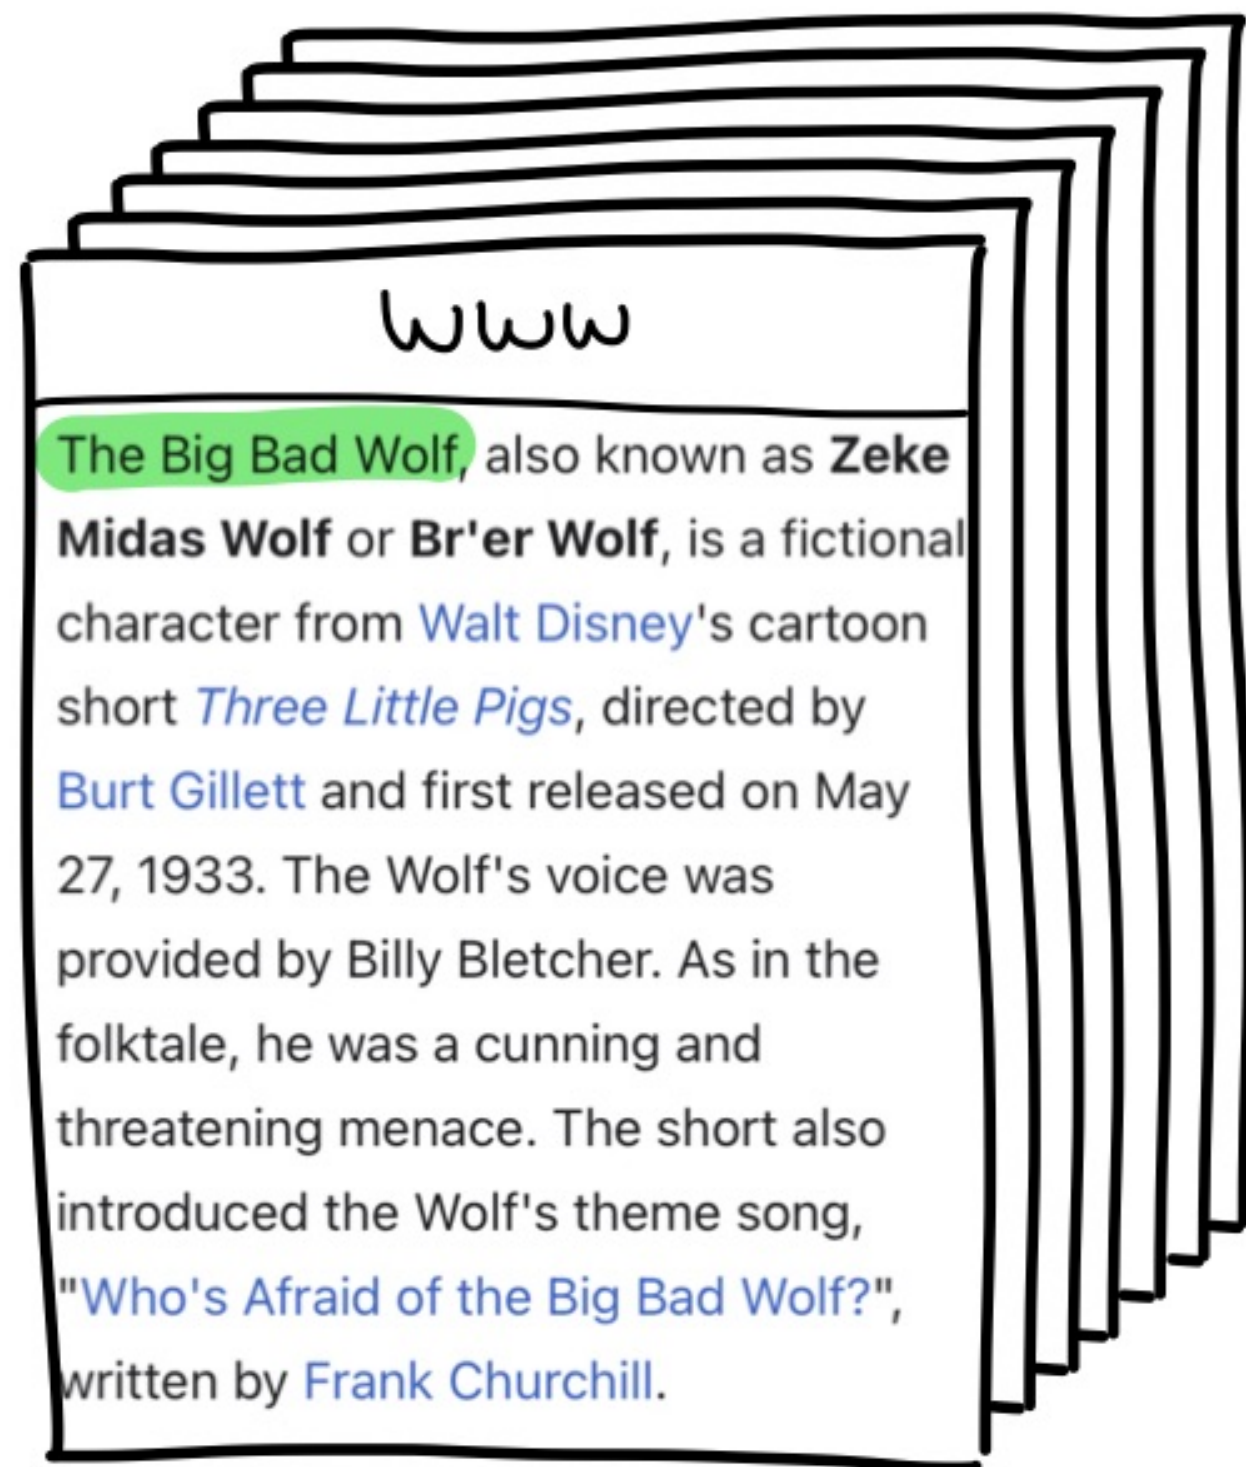 www
The Big Bad Wolf, also known as Zeke
Midas Wolf or Br'er Wolf, is a fictional
character from Walt Disney's cartoon
short Three Little Pigs, directed by
Burt Gillett and first released on May
27, 1933. The Wolf's voice was
provided by Billy Bletcher. As in the
folktale, he was a cunning and
threatening menace. The short also
introduced the Wolf's theme song,
"Who's Afraid of the Big Bad Wolf?",
written by Frank Churchill.